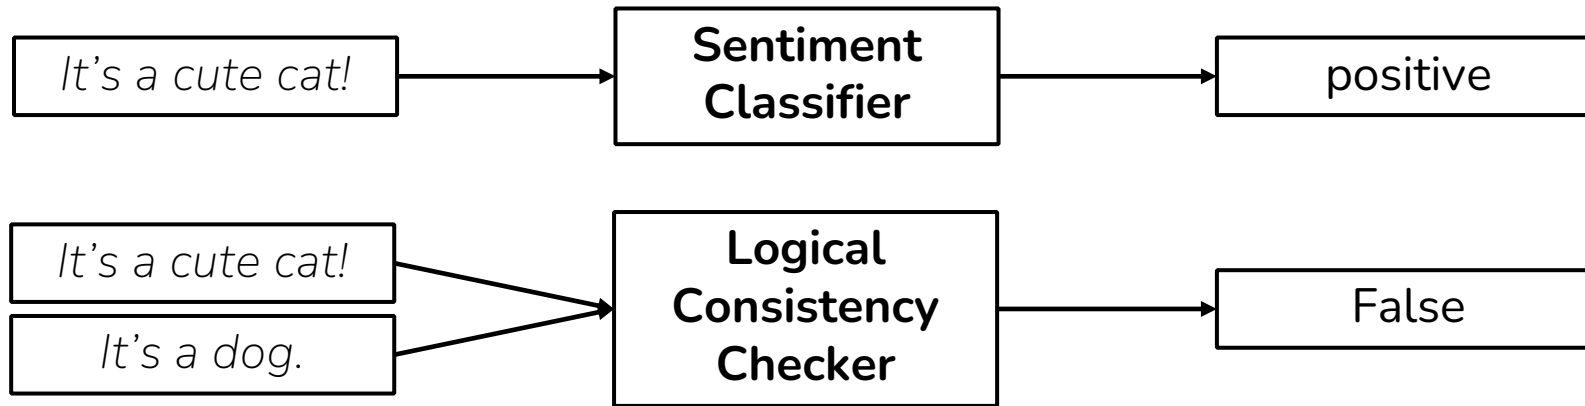 It’s a cute cat!
Sentiment
Classifier
positive
It’s a cute cat!
It’s a dog.
Logical
Consistency
Checker
False